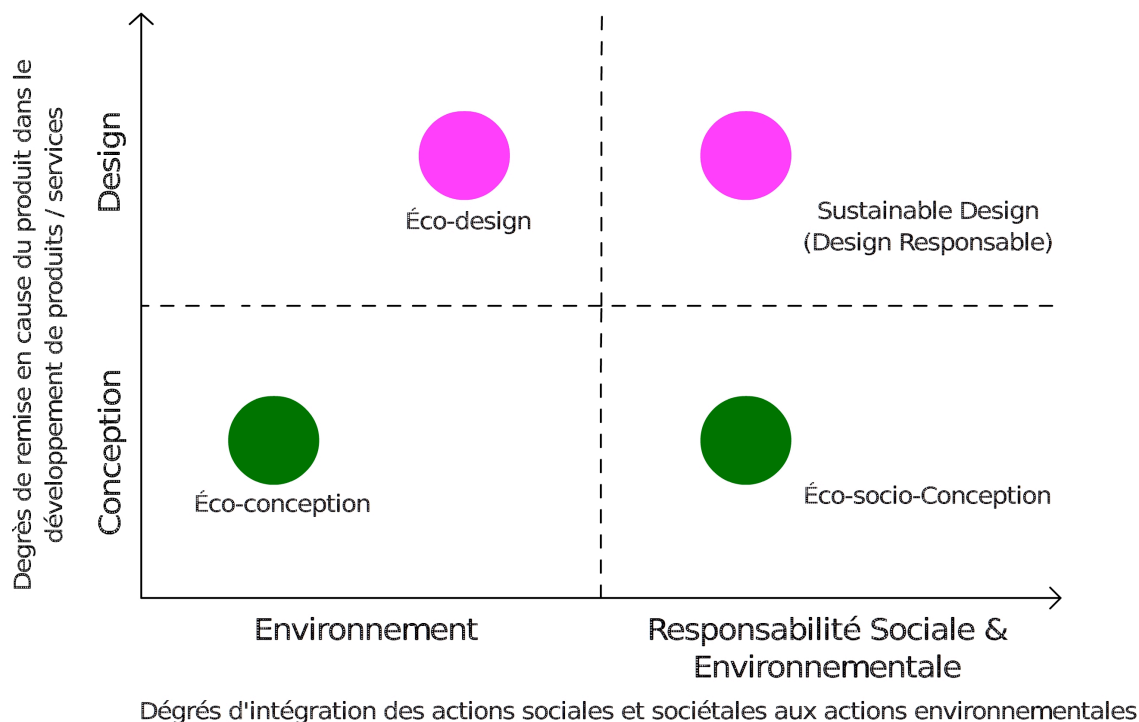 Degrès de remise en cause du produit dans le
développement de produits / services
Design
Conception
Éco-design
Sustainable Design
(Design Responsable)
Éco-conception
Éco-socio-Conception
Environnement
Responsabilité Sociale &
Environnementale
Dégrés d'intégration des actions sociales et sociétales aux actions environnementales